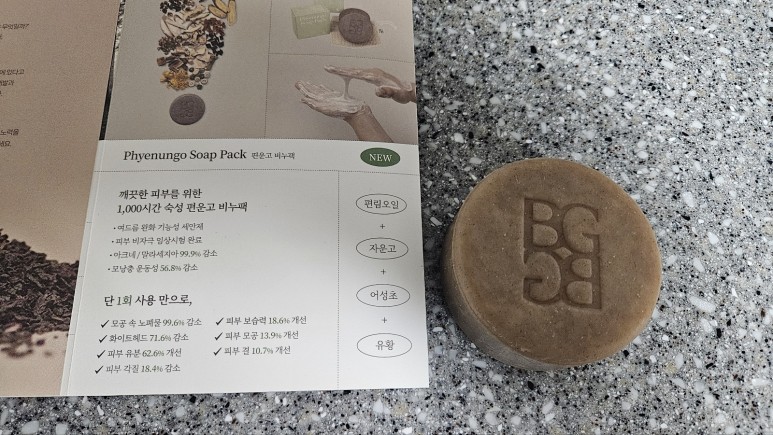 Phyenungo Soap Pack 편운고 비누팩
NEW
깨끗한 피부를 위한
1,000시간 숙성 편운고 비누팩
• 여드름 완화 기능성 세안제
• 피부 비자극 임상시험 완료
• 아크네 / 말라세지아 99.9% 감소
• 모낭충 운동성 56.8% 감소
단 1회 사용 만으로,
✓ 모공 속 노폐물 99.6% 감소
✓ 화이트헤드 71.6% 감소
✓ 피부 유분 62.6% 개선
✓ 피부 각질 18.4% 감소
✓ 피부 보습력 18.6% 개선
✓ 피부 모공 13.9% 개선
✓ 피부 결 10.7% 개선
편림오일
+
자운고
+
어성초
+
유황
BG
BG